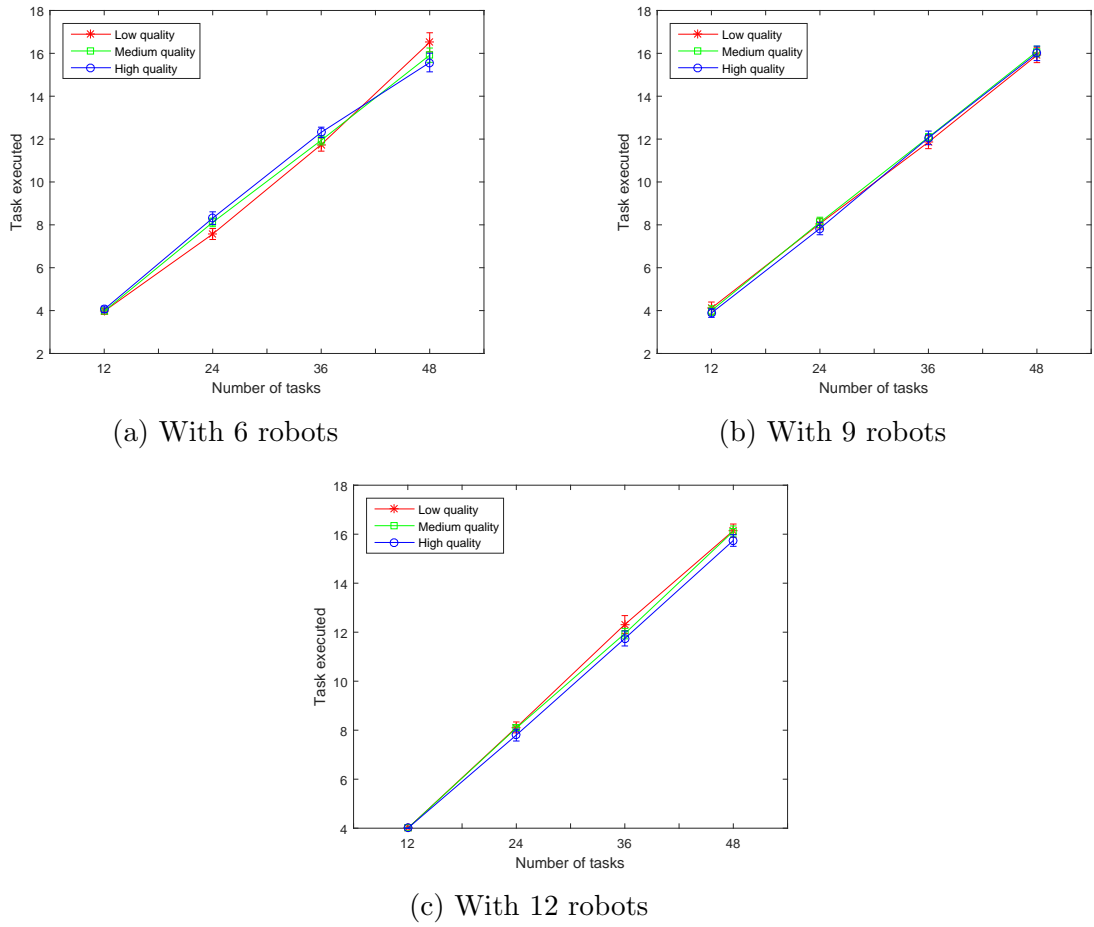 18
16
14
12
10
8
6
4
2
Task executed
Low quality
Medium quality
High quality
12 24 36 48
Number of tasks
(a) With 6 robots
18
16
14
12
10
8
6
4
2
Task executed
Low quality
Medium quality
High quality
12 24 36 48
Number of tasks
(b) With 9 robots
18
16
14
12
10
8
6
4
Task executed
Low quality
Medium quality
High quality
12 24 36 48
Number of tasks
(c) With 12 robots